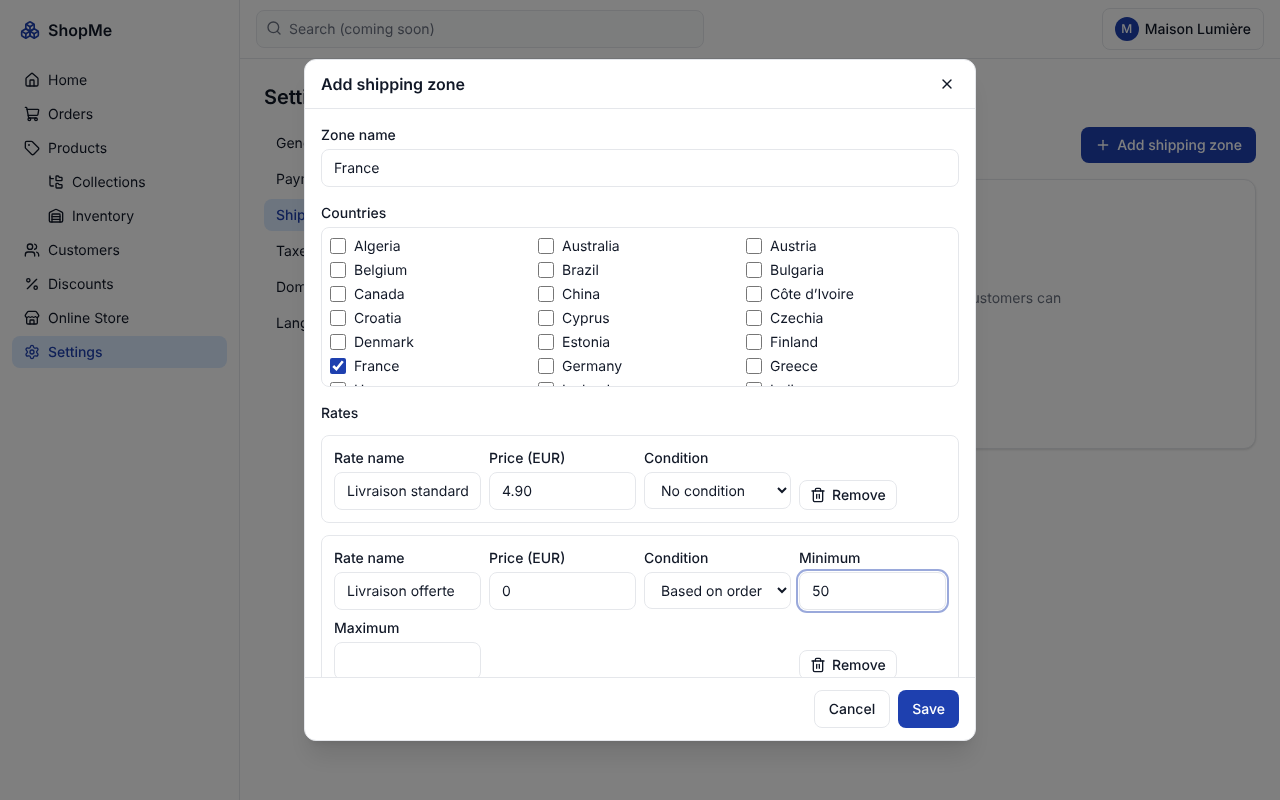 ShopMe
Search (coming soon)
M Maison Lumière
Home
Orders
Products
Collections
Inventory
Customers
Discounts
Online Store
Settings
Add shipping zone
Add shipping zone
Zone name
France
Countries
Algeria Australia Austria
Belgium Brazil Bulgaria
Canada China Côte d’Ivoire
Croatia Cyprus Czechia
Denmark Estonia Finland
France Germany Greece
Rates
Rate name Price (EUR) Condition
Livraison standard 4.90 No condition Remove
Rate name Price (EUR) Condition Minimum
Livraison offerte 0 Based on order 50
Maximum
Remove
Cancel Save